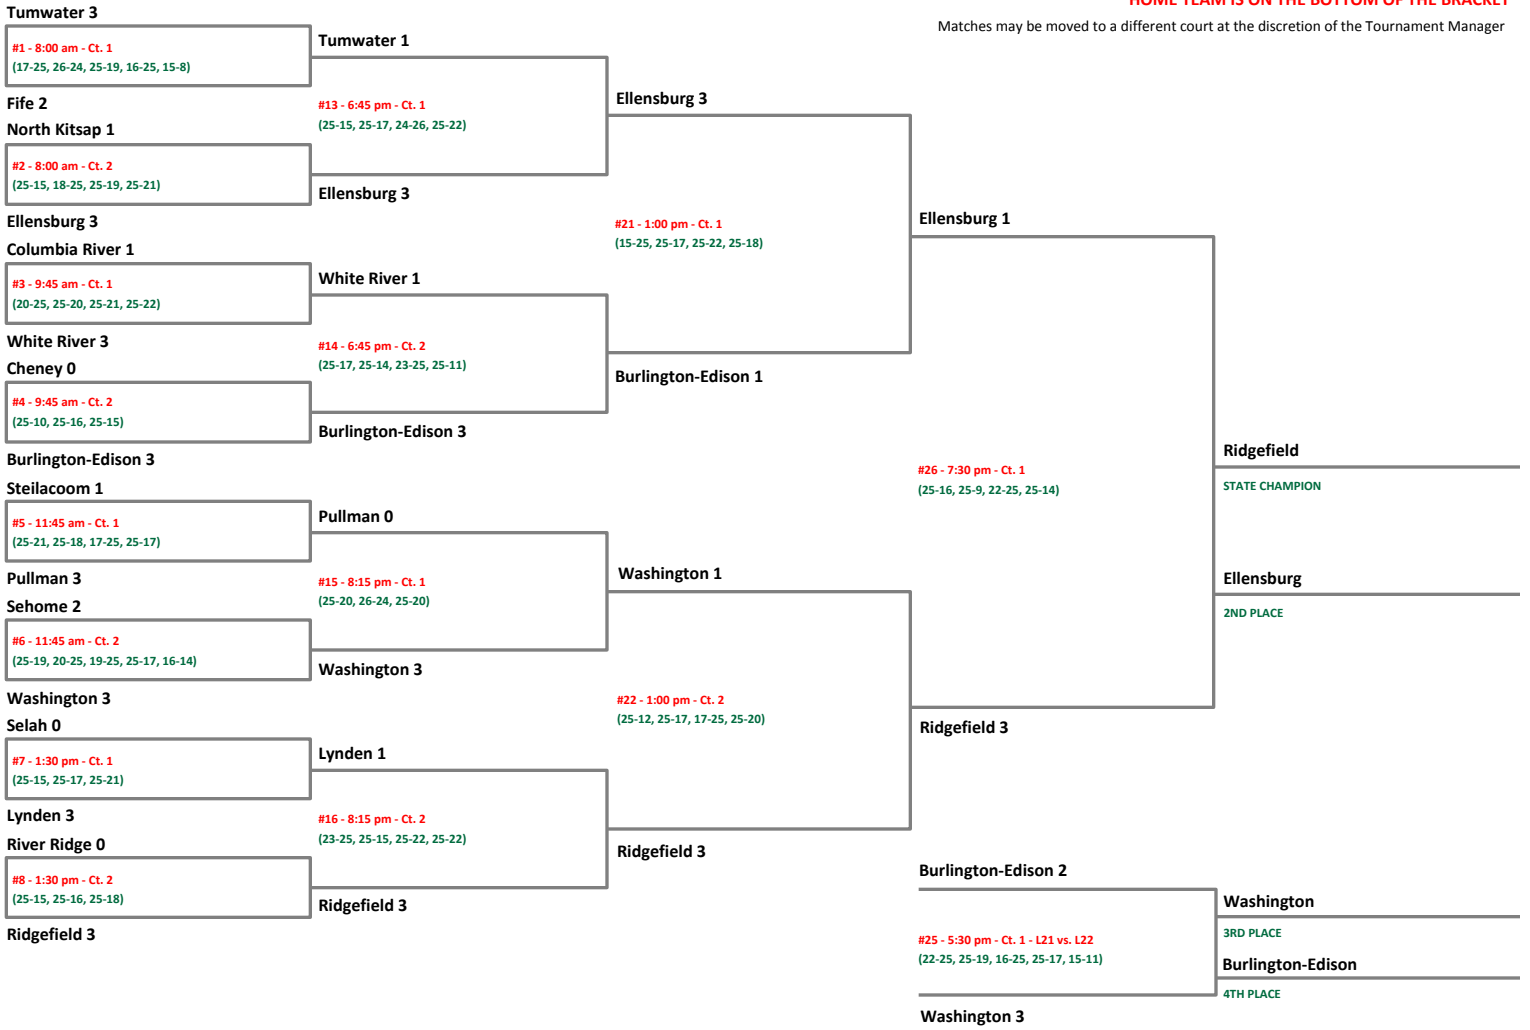 HOME TEAM IS ON THE BOTTOM OF THE BRACKET
Matches may be moved to a different court at the discretion of the Tournament Manager
Tumwater 3
#1 - 8:00 am - Ct. 1
(17-25, 26-24, 25-19, 16-25, 15-8)
Fife 2
North Kitsap 1
#2 - 8:00 am - Ct. 2
(25-15, 18-25, 25-19, 25-21)
Ellensburg 3
Columbia River 1
#3 - 9:45 am - Ct. 1
(20-25, 25-20, 25-21, 25-22)
White River 3
Cheney 0
#4 - 9:45 am - Ct. 2
(25-10, 25-16, 25-15)
Burlington-Edison 3
Steilacoom 1
#5 - 11:45 am - Ct. 1
(25-21, 25-18, 17-25, 25-17)
Pullman 3
Sehome 2
#6 - 11:45 am - Ct. 2
(25-19, 20-25, 19-25, 25-17, 16-14)
Washington 3
Selah 0
#7 - 1:30 pm - Ct. 1
(25-15, 25-17, 25-21)
Lynden 3
River Ridge 0
#8 - 1:30 pm - Ct. 2
(25-15, 25-16, 25-18)
Ridgefield 3
Tumwater 1
#13 - 6:45 pm - Ct. 1
(25-15, 25-17, 24-26, 25-22)
Ellensburg 3
White River 1
#14 - 6:45 pm - Ct. 2
(25-17, 25-14, 23-25, 25-11)
Burlington-Edison 3
Pullman 0
#15 - 8:15 pm - Ct. 1
(25-20, 26-24, 25-20)
Washington 3
Lynden 1
#16 - 8:15 pm - Ct. 2
(23-25, 25-15, 25-22, 25-22)
Ridgefield 3
Ellensburg 3
#21 - 1:00 pm - Ct. 1
(15-25, 25-17, 25-22, 25-18)
Burlington-Edison 1
Washington 1
#22 - 1:00 pm - Ct. 2
(25-12, 25-17, 17-25, 25-20)
Ridgefield 3
Ellensburg 1
#26 - 7:30 pm - Ct. 1
(25-16, 25-9, 22-25, 25-14)
Ridgefield 3
Ridgefield
STATE CHAMPION
Ellensburg
2ND PLACE
Burlington-Edison 2
#25 - 5:30 pm - Ct. 1 - L21 vs. L22
(22-25, 25-19, 16-25, 25-17, 15-11)
Washington 3
Washington
3RD PLACE
Burlington-Edison
4TH PLACE